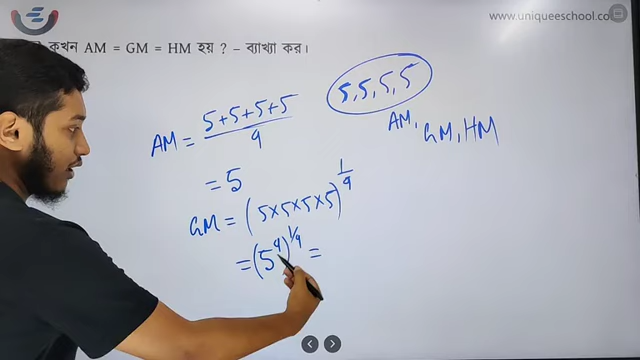 www.uniqueeschool.com
কখন AM = GM = HM হয় ? – ব্যাখ্যা কর।
5, 5, 5, 5
AM, GM, HM
AM = 5+5+5+5 / 4
= 5
GM = (5×5×5×5)^1/4
= (5^4)^1/4 =